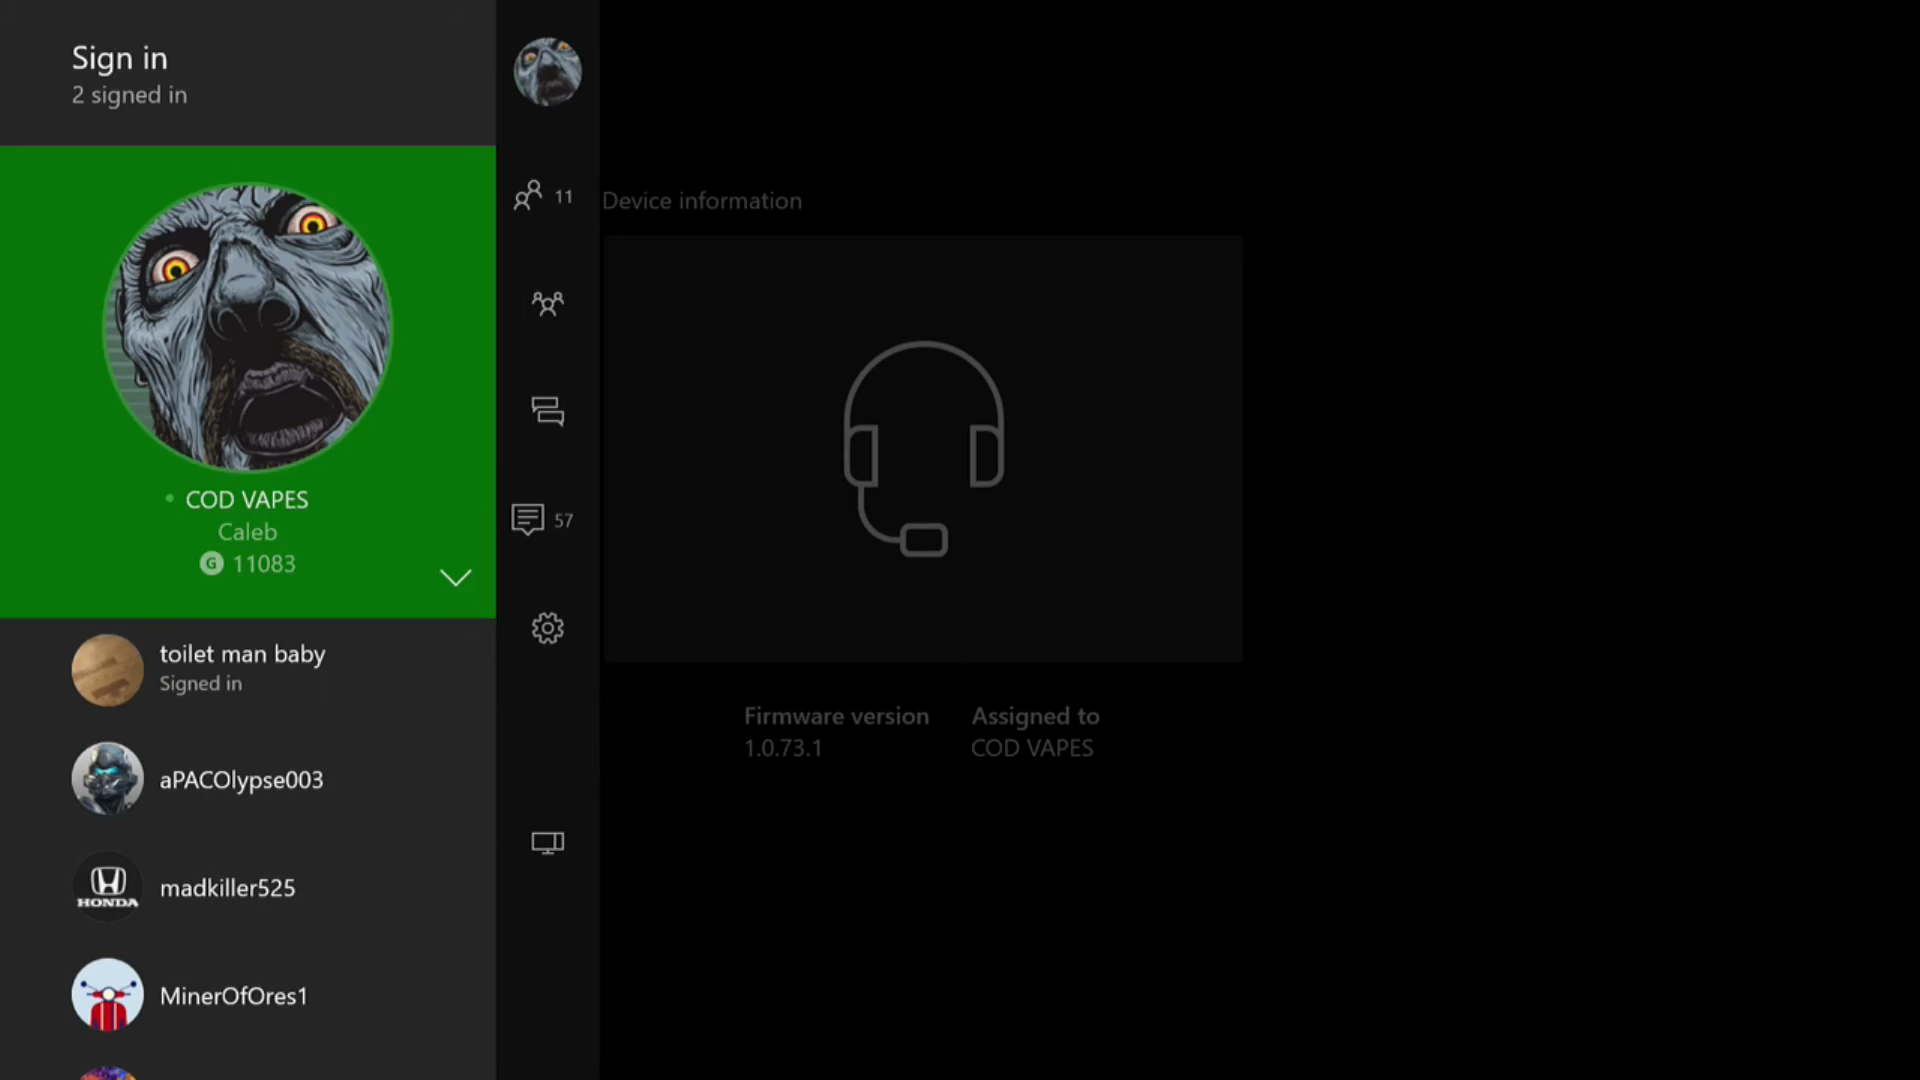 Sign in
2 signed in
COD VAPES
Caleb
G 11083
toilet man baby
Signed in
aPACOlypse003
HONDA
madkiller525
MinerOfOres1
11
57
Device information
Firmware version
1.0.73.1
Assigned to
COD VAPES